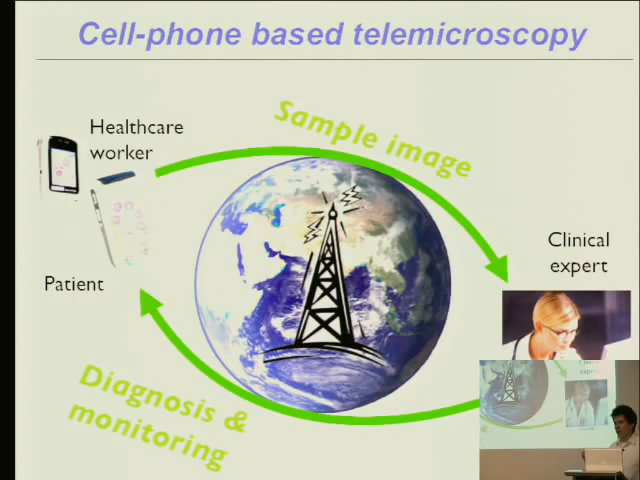 Cell-phone based telemicroscopy
Healthcare
worker
Sample image
Clinical
expert
Patient
Diagnosis &
monitoring